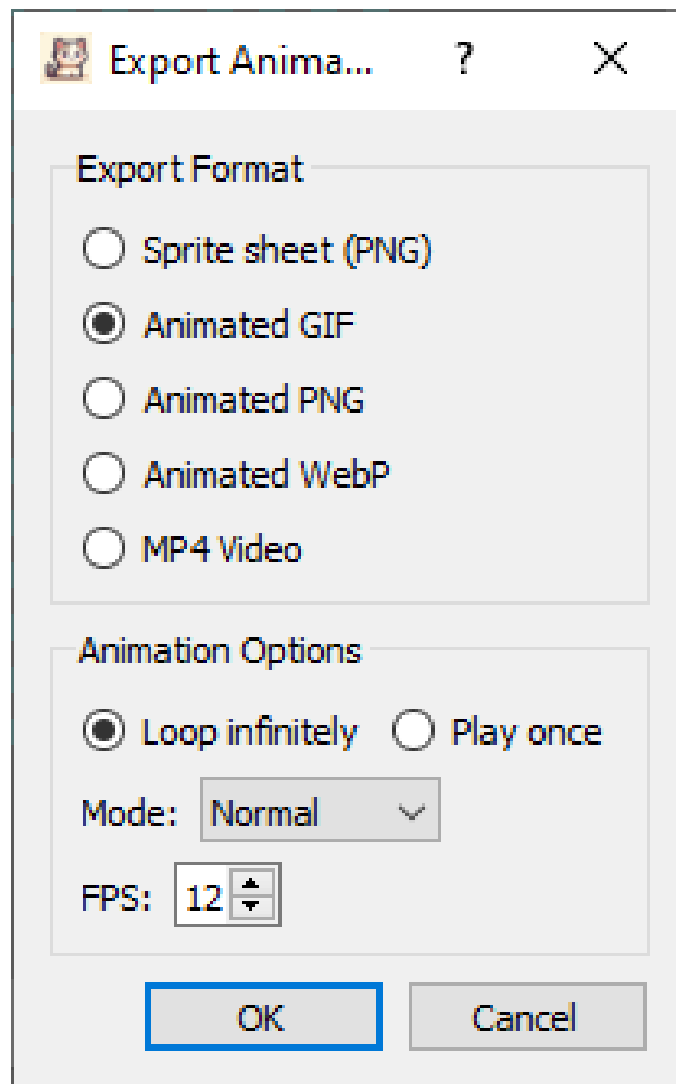 Export Anima... ?
Export Format
Sprite sheet (PNG)
Animated GIF
Animated PNG
Animated WebP
MP4 Video
Animation Options
Loop infinitely Play once
Mode: Normal
FPS: 12
OK Cancel